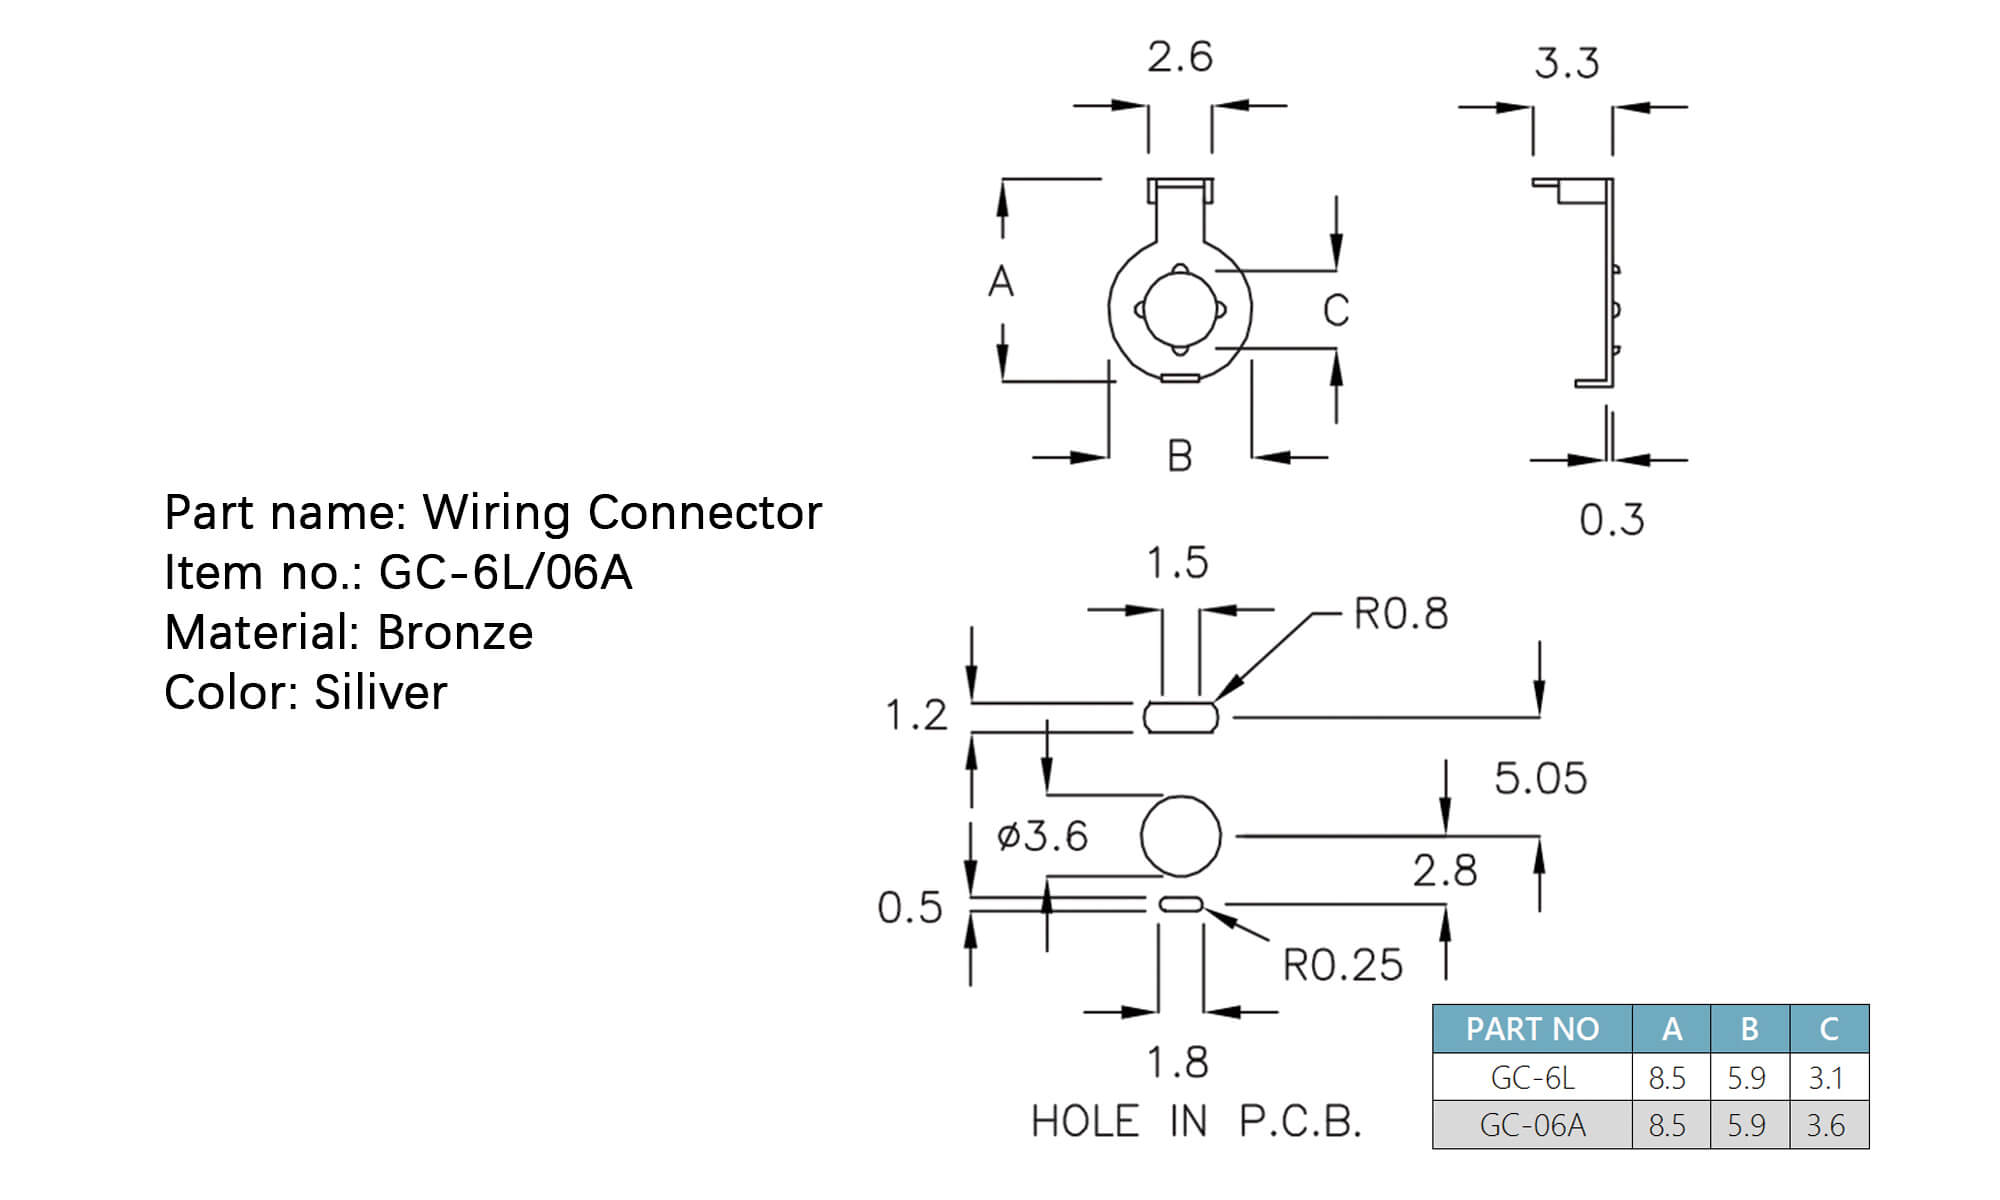 2.6
3.3
A
C
B
0.3
Part name: Wiring Connector
Item no.: GC-6L/06A
Material: Bronze
Color: Siliver
1.5
R0.8
1.2
5.05
ø3.6
2.8
0.5
R0.25
1.8
HOLE IN P.C.B.
PART NO A B C
GC-6L 8.5 5.9 3.1
GC-06A 8.5 5.9 3.6